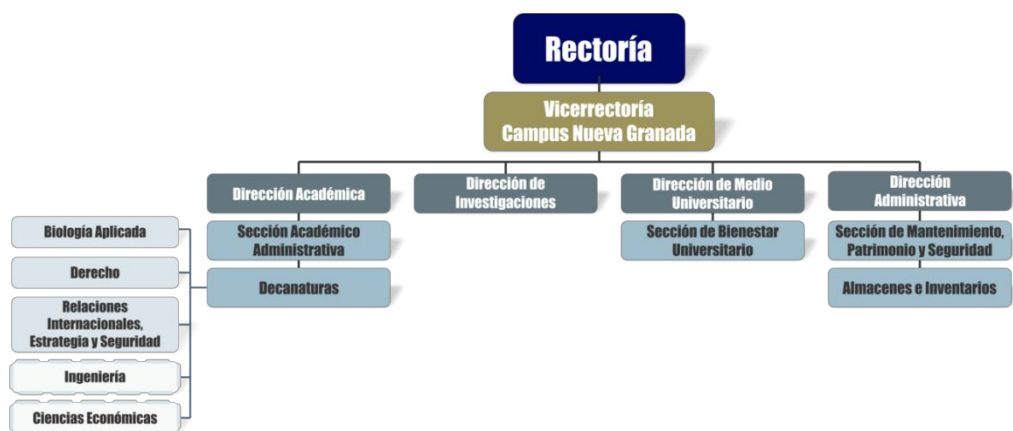 Rectoría
Vicerrectoría
Campus Nueva Granada
Dirección Académica
Dirección de
Investigaciones
Dirección de Medio
Universitario
Dirección
Administrativa
Sección Académico
Administrativa
Sección de Bienestar
Universitario
Sección de Mantenimiento,
Patrimonio y Seguridad
Decanaturas
Almacenes e Inventarios
Biología Aplicada
Derecho
Relaciones
Internacionales,
Estrategia y Seguridad
Ingeniería
Ciencias Económicas